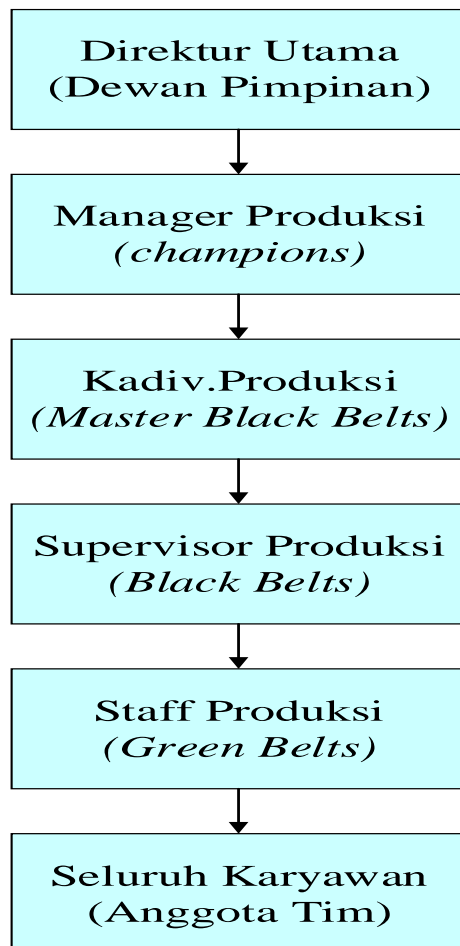 Direktur Utama
(Dewan Pimpinan)
Manager Produksi
(champions)
Kadiv.Produksi
(Master Black Belts)
Supervisor Produksi
(Black Belts)
Staff Produksi
(Green Belts)
Seluruh Karyawan
(Anggota Tim)